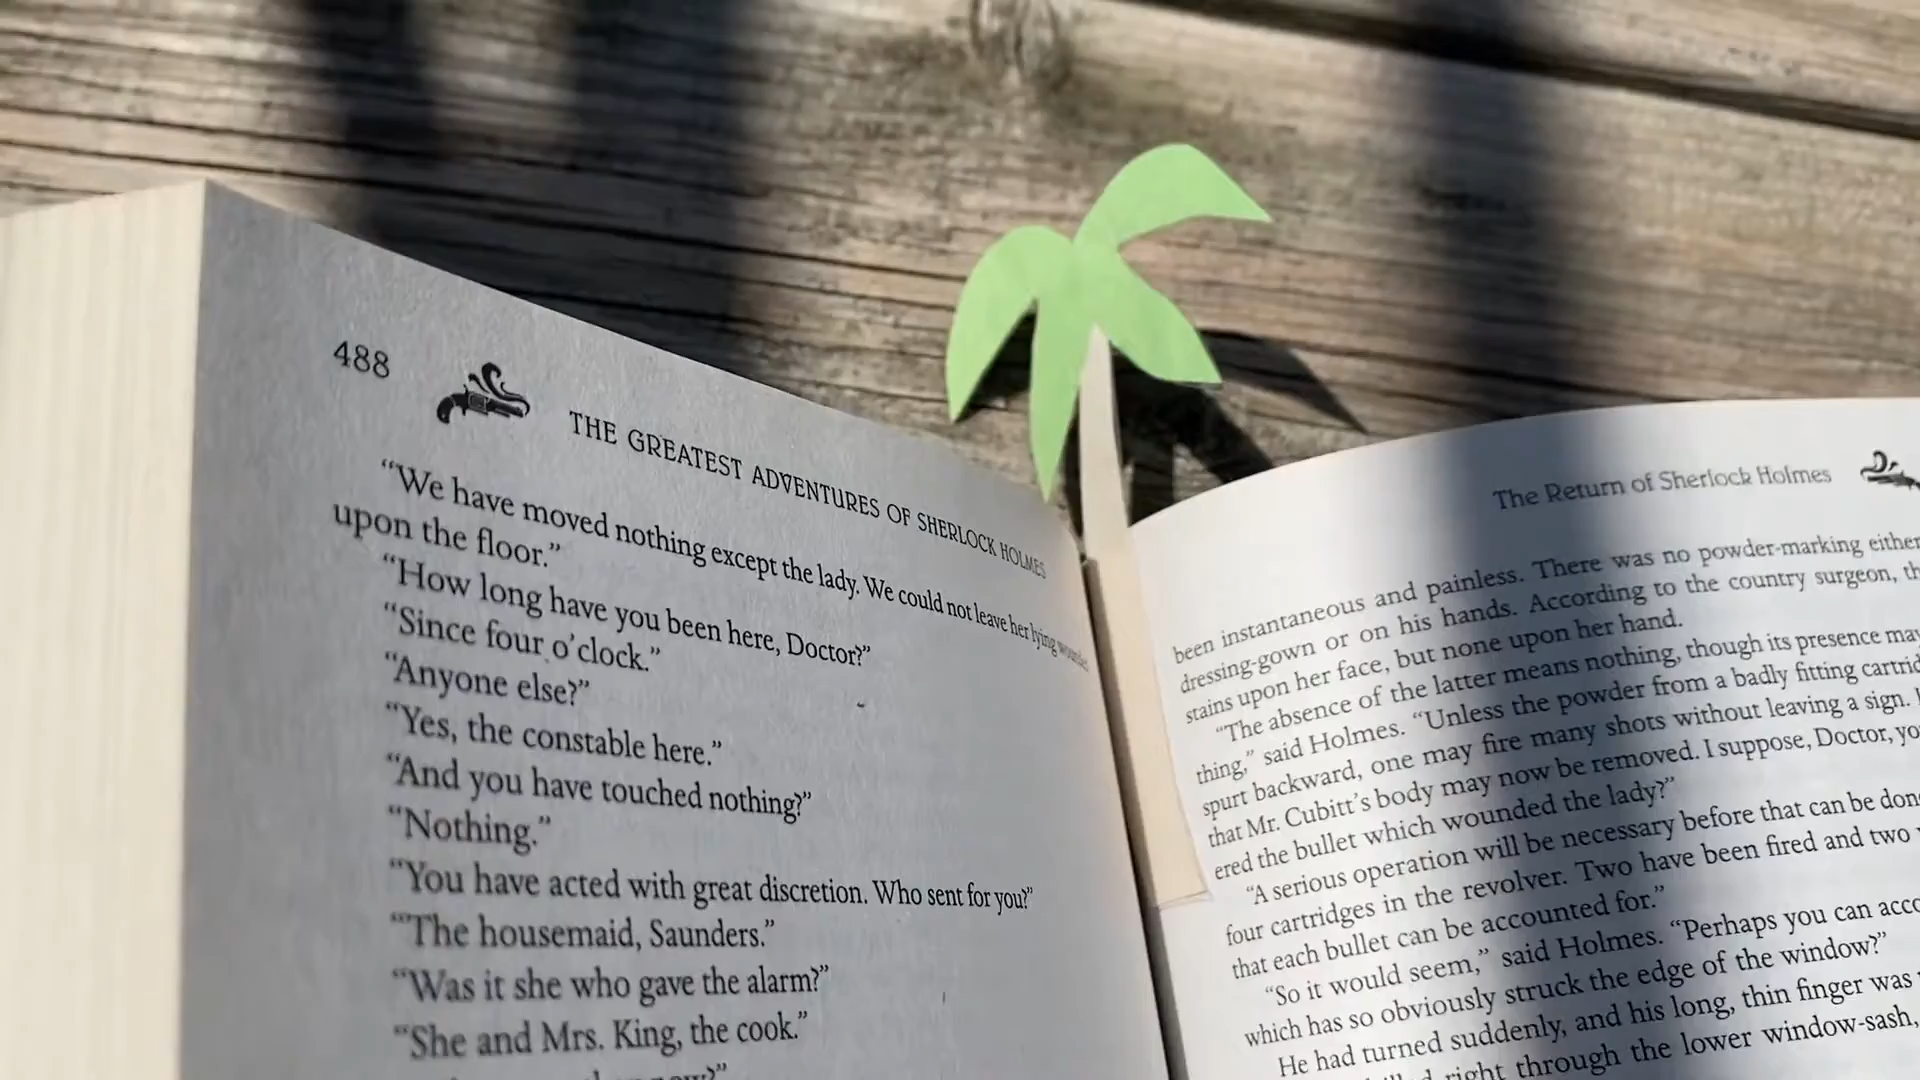 488
THE GREATEST ADVENTURES OF SHERLOCK HOLMES
“We have moved nothing except the lady. We could not leave her lying wounded
upon the floor.”
“How long have you been here, Doctor?”
“Since four o’clock.”
“Anyone else?”
“Yes, the constable here.”
“And you have touched nothing?”
“Nothing.”
“You have acted with great discretion. Who sent for you?”
“The housemaid, Saunders.”
“Was it she who gave the alarm?”
“She and Mrs. King, the cook.”
The Return of Sherlock Holmes
been instantaneous and painless. There was no powder-marking either
dressing-gown or on his hands. According to the country surgeon,
stains upon her face, but none upon her hand.
“The absence of the latter means nothing, though its presence may
thing,” said Holmes. “Unless the powder from a badly fitting
spurt backward, one may fire many shots without leaving a sign.
that Mr. Cubitt’s body may now be removed. I suppose, Doctor,
ered the bullet which wounded the lady?”
“A serious operation will be necessary before that can be
four cartridges in the revolver. Two have been fired and two
that each bullet can be accounted for.”
“So it would seem,” said Holmes. “Perhaps you can
which has so obviously struck the edge of the window?”
He had turned suddenly, and his long, thin finger was
right through the lower window-sash,